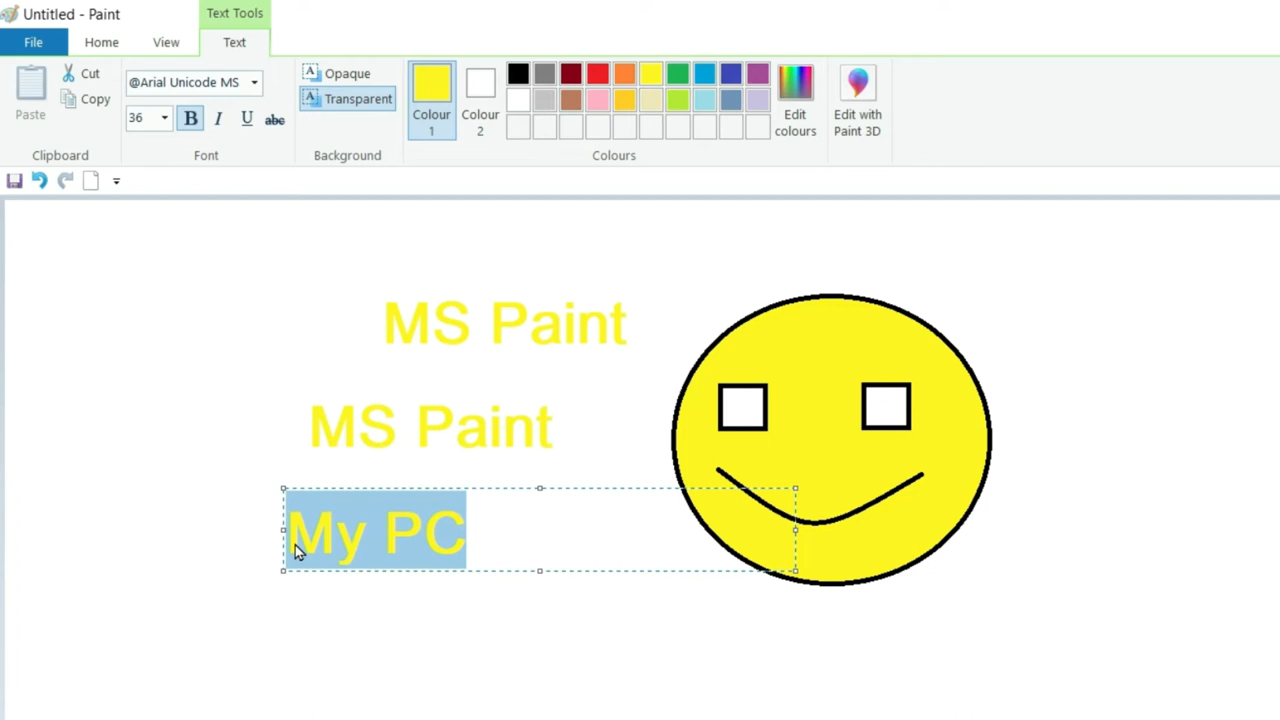 Untitled - Paint
Text Tools
File
Home
View
Text
Paste
Cut
Copy
Clipboard
@Arial Unicode MS
36
B
I
U
abc
Font
A Opaque
A Transparent
Background
Colour 1
Colour 2
Edit colours
Edit with Paint 3D
Colours
MS Paint
MS Paint
My PC